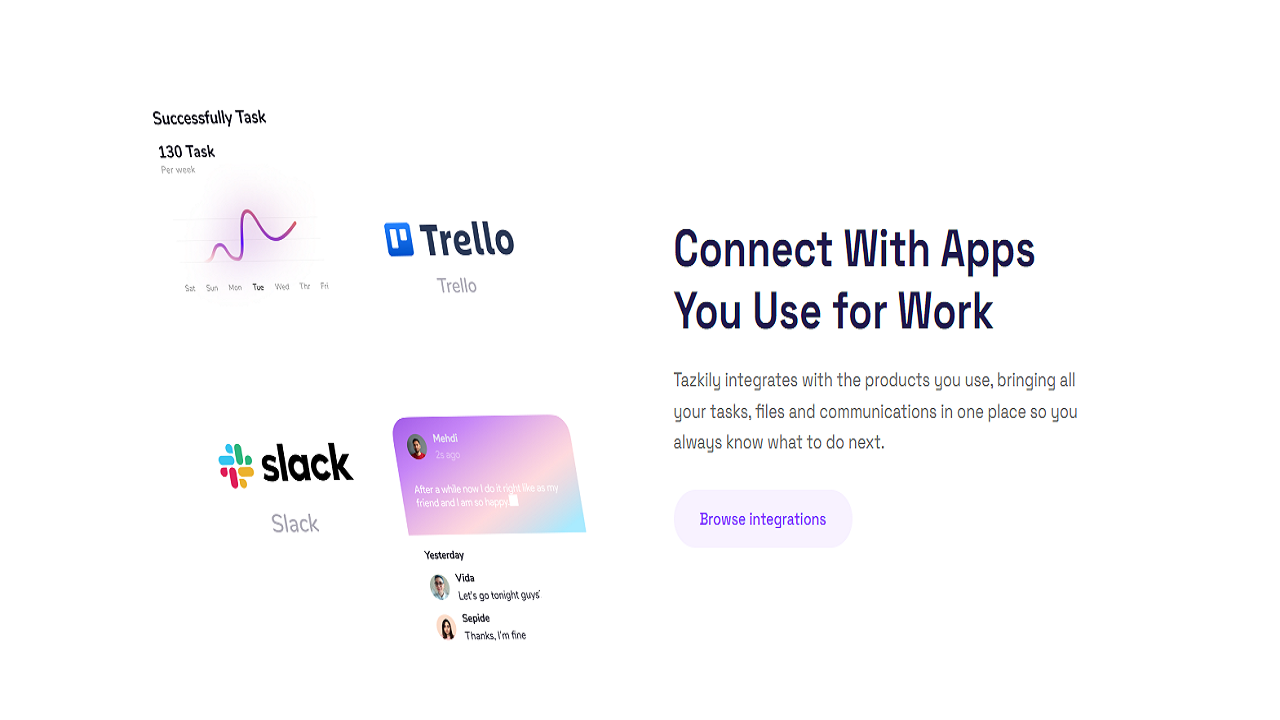 Successfully Task
130 Task
Per week
Sat Sun Mon Tue Wed Thr Fri
Trello
Trello
slack
Slack
Mehdi
2s ago
After a while now I do it right like as my
friend and I am so happy.
Yesterday
Vida
Let's go tonight guys'
Sepide
Thanks, I'm fine
Connect With Apps
You Use for Work
Tazkily integrates with the products you use, bringing all
your tasks, files and communications in one place so you
always know what to do next.
Browse integrations